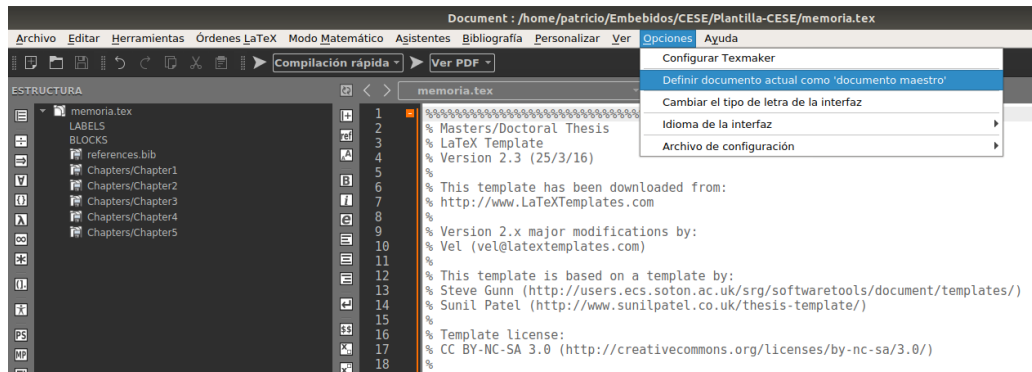 Document : /home/patricio/Embebidos/CESE/Plantilla-CESE/memoria.tex
Archivo Editar Herramientas Órdenes LaTeX Modo Matemático Asistentes Bibliografía Personalizar Ver Opciones Ayuda
Compilación rápida Ver PDF
Configurar Texmaker
Definir documento actual como 'documento maestro'
Cambiar el tipo de letra de la interfaz
Idioma de la interfaz
Archivo de configuración
ESTRUCTURA
memoria.tex
LABELS
BLOCKS
references.bib
Chapters/Chapter1
Chapters/Chapter2
Chapters/Chapter3
Chapters/Chapter4
Chapters/Chapter5
memoria.tex
1 %%%%%%%%%%%%%%%%%%%%%%%%%%%%%
2 % Masters/Doctoral Thesis
3 % LaTeX Template
4 % Version 2.3 (25/3/16)
5 %
6 % This template has been downloaded from:
7 % http://www.LaTeXTemplates.com
8 %
9 % Version 2.x major modifications by:
10 % Vel (vel@latextemplates.com)
11 %
12 % This template is based on a template by:
13 % Steve Gunn (http://users.ecs.soton.ac.uk/srg/softwaretools/document/templates/)
14 % Sunil Patel (http://www.sunilpatel.co.uk/thesis-template/)
15 %
16 % Template license:
17 % CC BY-NC-SA 3.0 (http://creativecommons.org/licenses/by-nc-sa/3.0/)
18 %